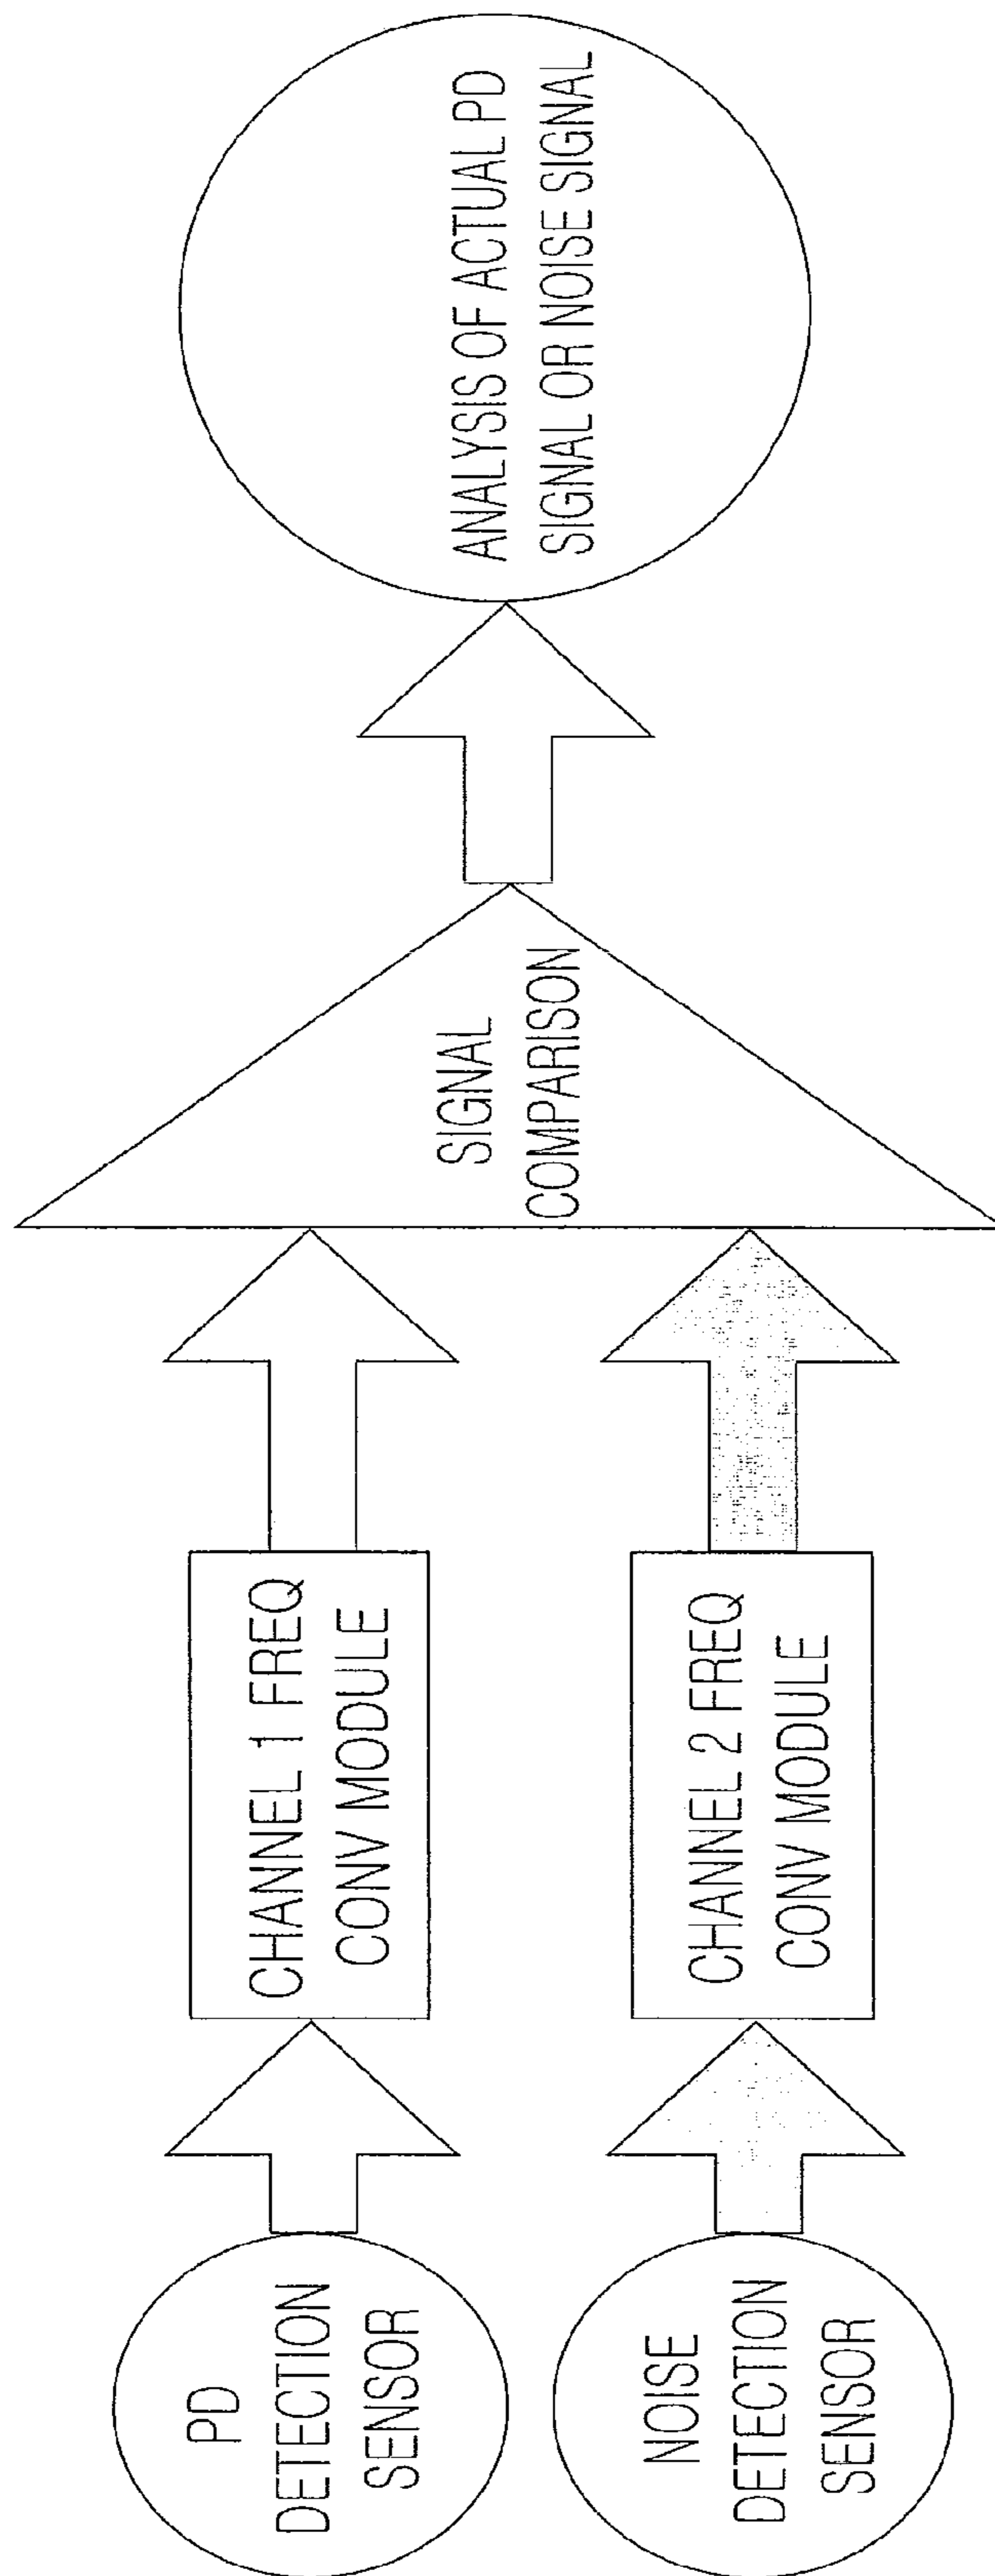 PD
DETECTION
SENSOR
CHANNEL 1 FREQ
CONV MODULE
NOISE
DETECTION
SENSOR
CHANNEL 2 FREQ
CONV MODULE
SIGNAL
COMPARISON
ANALYSIS OF ACTUAL PD
SIGNAL OR NOISE SIGNAL